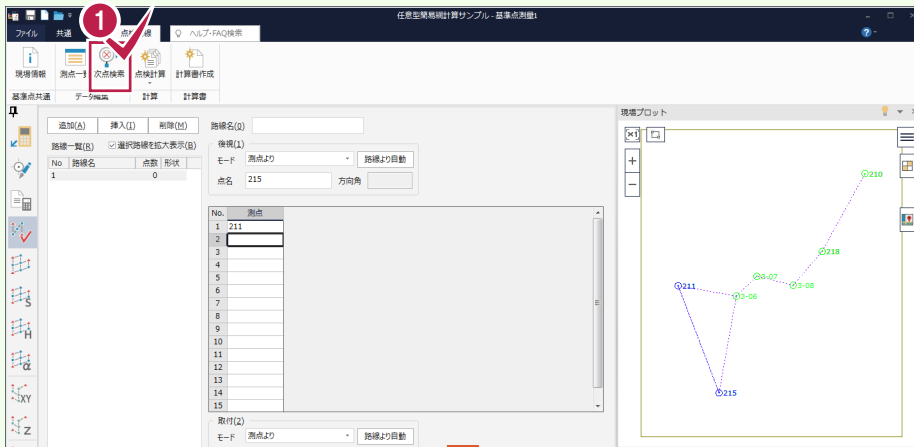 任意型簡易網計算サンプル - 基準点測量1
ファイル 共通 ヘルプ・FAQ検索
1
現場情報 測点一覧 次点検索 点検計算 計算書作成
基準点共通 データ編集 計算 計算書
追加(A) 挿入(I) 削除(M)
路線一覧(R) 選択路線を拡大表示(B)
No 路線名 点数 形状
1 0
路線名(0)
後視(1)
モード 測点より 路線より自動
点名 215 方向角
No. 測点
1 211
2
3
4
5
6
7
8
9
10
11
12
13
14
15
取付(2)
モード 測点より 路線より自動
現場プロット
×1
+
−
210
218
3-07
3-08
211
3-06
215
S
H
α
XY
Z